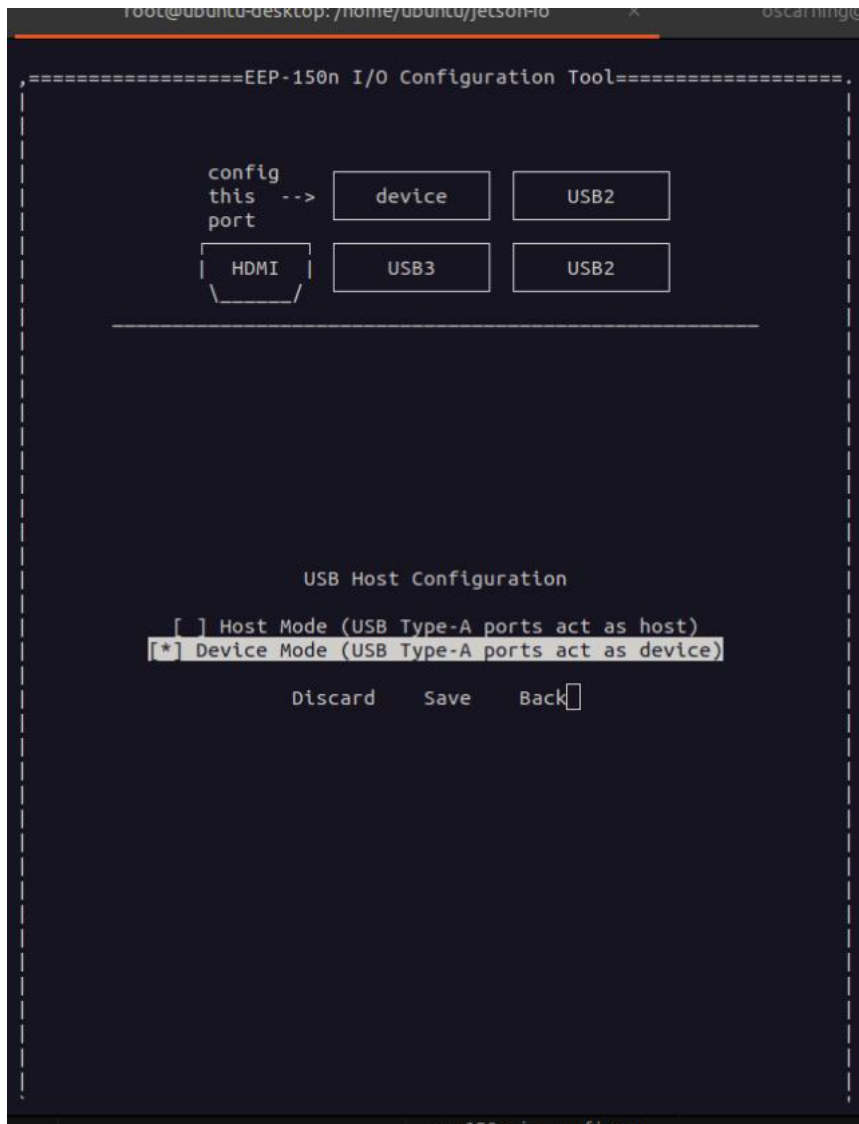 root@ubuntu-desktop: /home/ubuntu/jetson-io × oscarning@
EEP-150n I/O Configuration Tool
config
this --> device USB2
port
HDMI USB3 USB2
USB Host Configuration
[ ] Host Mode (USB Type-A ports act as host)
[*] Device Mode (USB Type-A ports act as device)
Discard Save Back